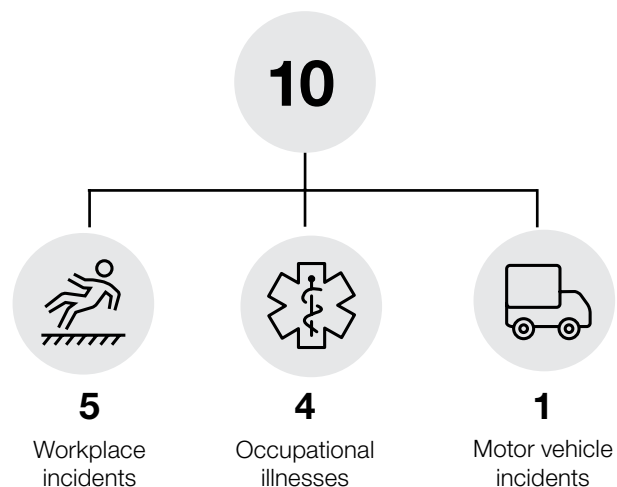 10
5
Workplace
incidents
4
Occupational
illnesses
1
Motor vehicle
incidents